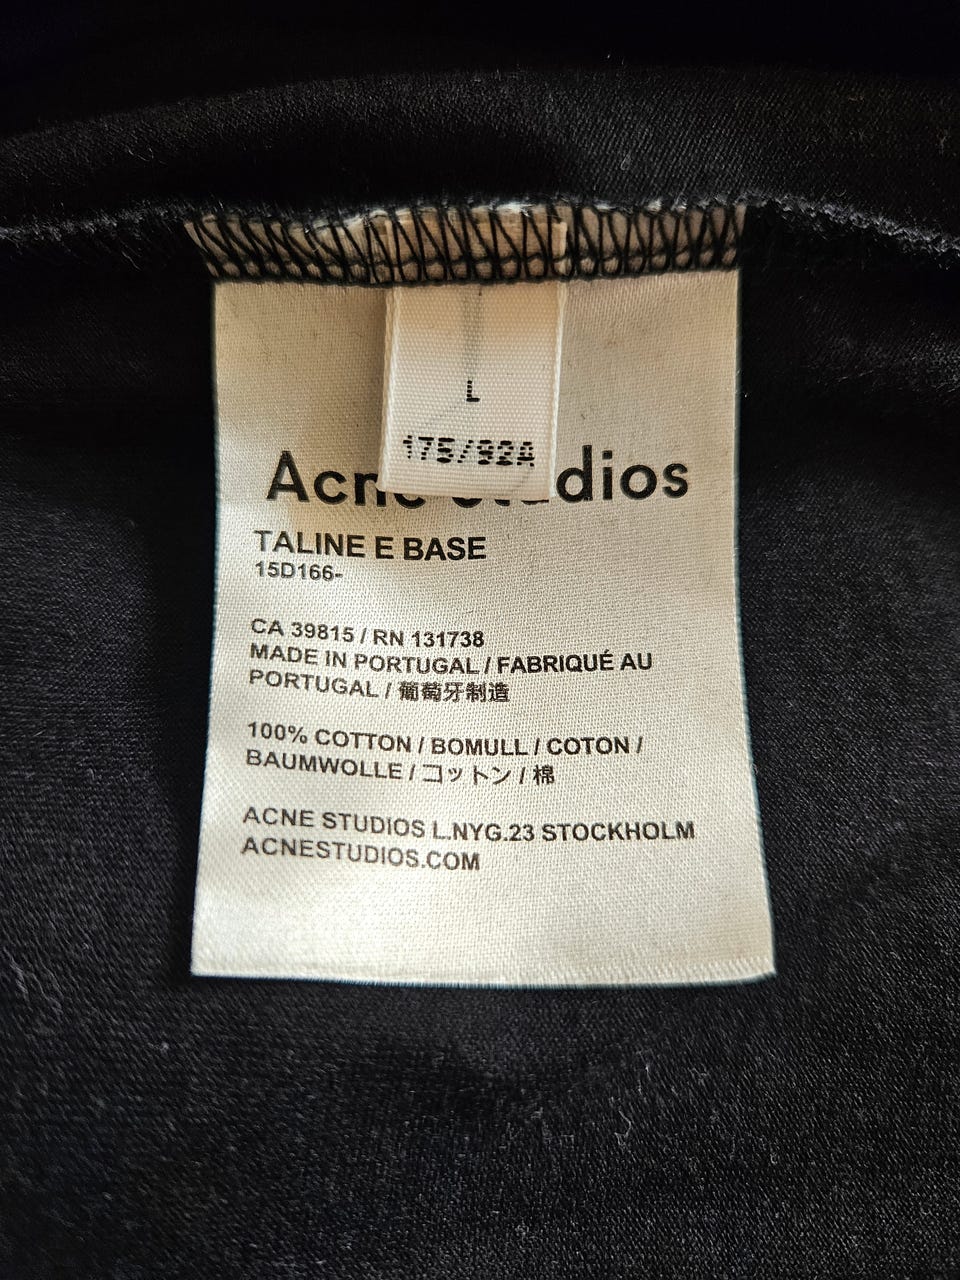 L
175/92A
Acne Studios
TALINE E BASE
15D166-
CA 39815 / RN 131738
MADE IN PORTUGAL / FABRIQUÉ AU
PORTUGAL / 葡萄牙制造
100% COTTON / BOMULL / COTON /
BAUMWOLLE / コットン / 棉
ACNE STUDIOS L.NYG.23 STOCKHOLM
ACNESTUDIOS.COM